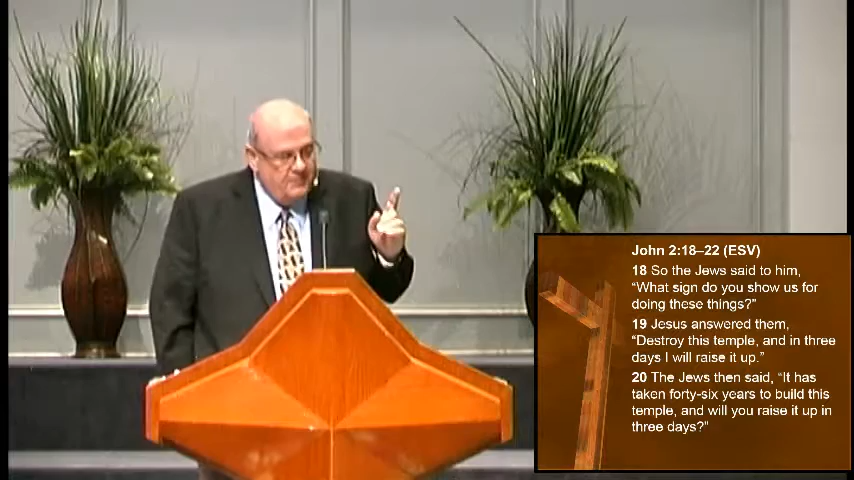 John 2:18–22 (ESV)
18 So the Jews said to him,
“What sign do you show us for
doing these things?”
19 Jesus answered them,
“Destroy this temple, and in three
days I will raise it up.”
20 The Jews then said, “It has
taken forty-six years to build this
temple, and will you raise it up in
three days?”